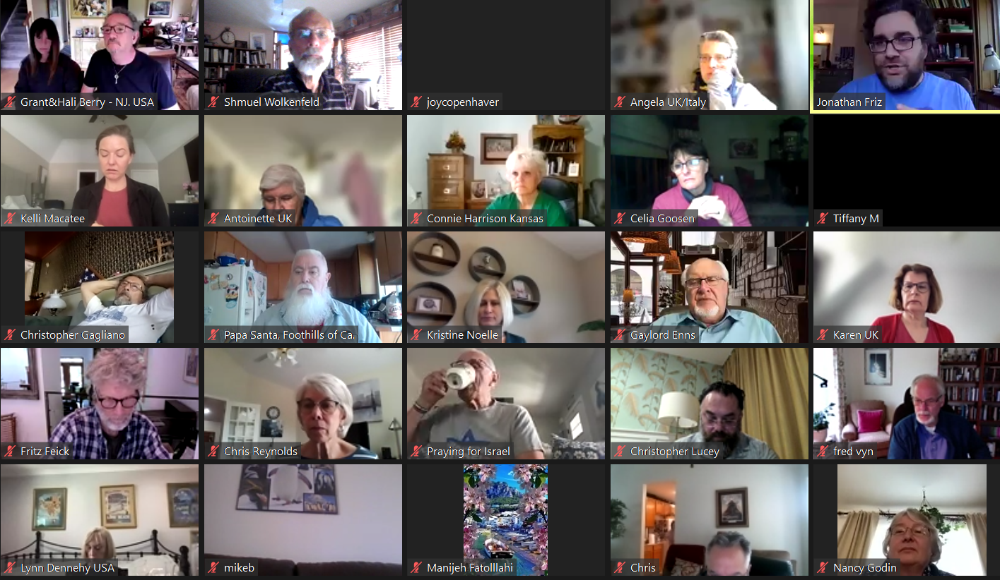 Grant&Hali Berry - NJ. USA
Shmuel Wolkenfeld
joycopenhaver
Angela UK/Italy
Jonathan Friz
Kelli Macatee
Antoinette UK
Connie Harrison Kansas
Celia Goosen
Tiffany M
Christopher Gagliano
Papa Santa, Foothills of Ca.
Kristine Noelle
Gaylord Enns
Karen UK
Fritz Feick
Chris Reynolds
Praying for Israel
Christopher Lucey
fred vyn
Lynn Dennehy USA
mikeb
Manijeh Fatolllahi
Chris
Nancy Godin